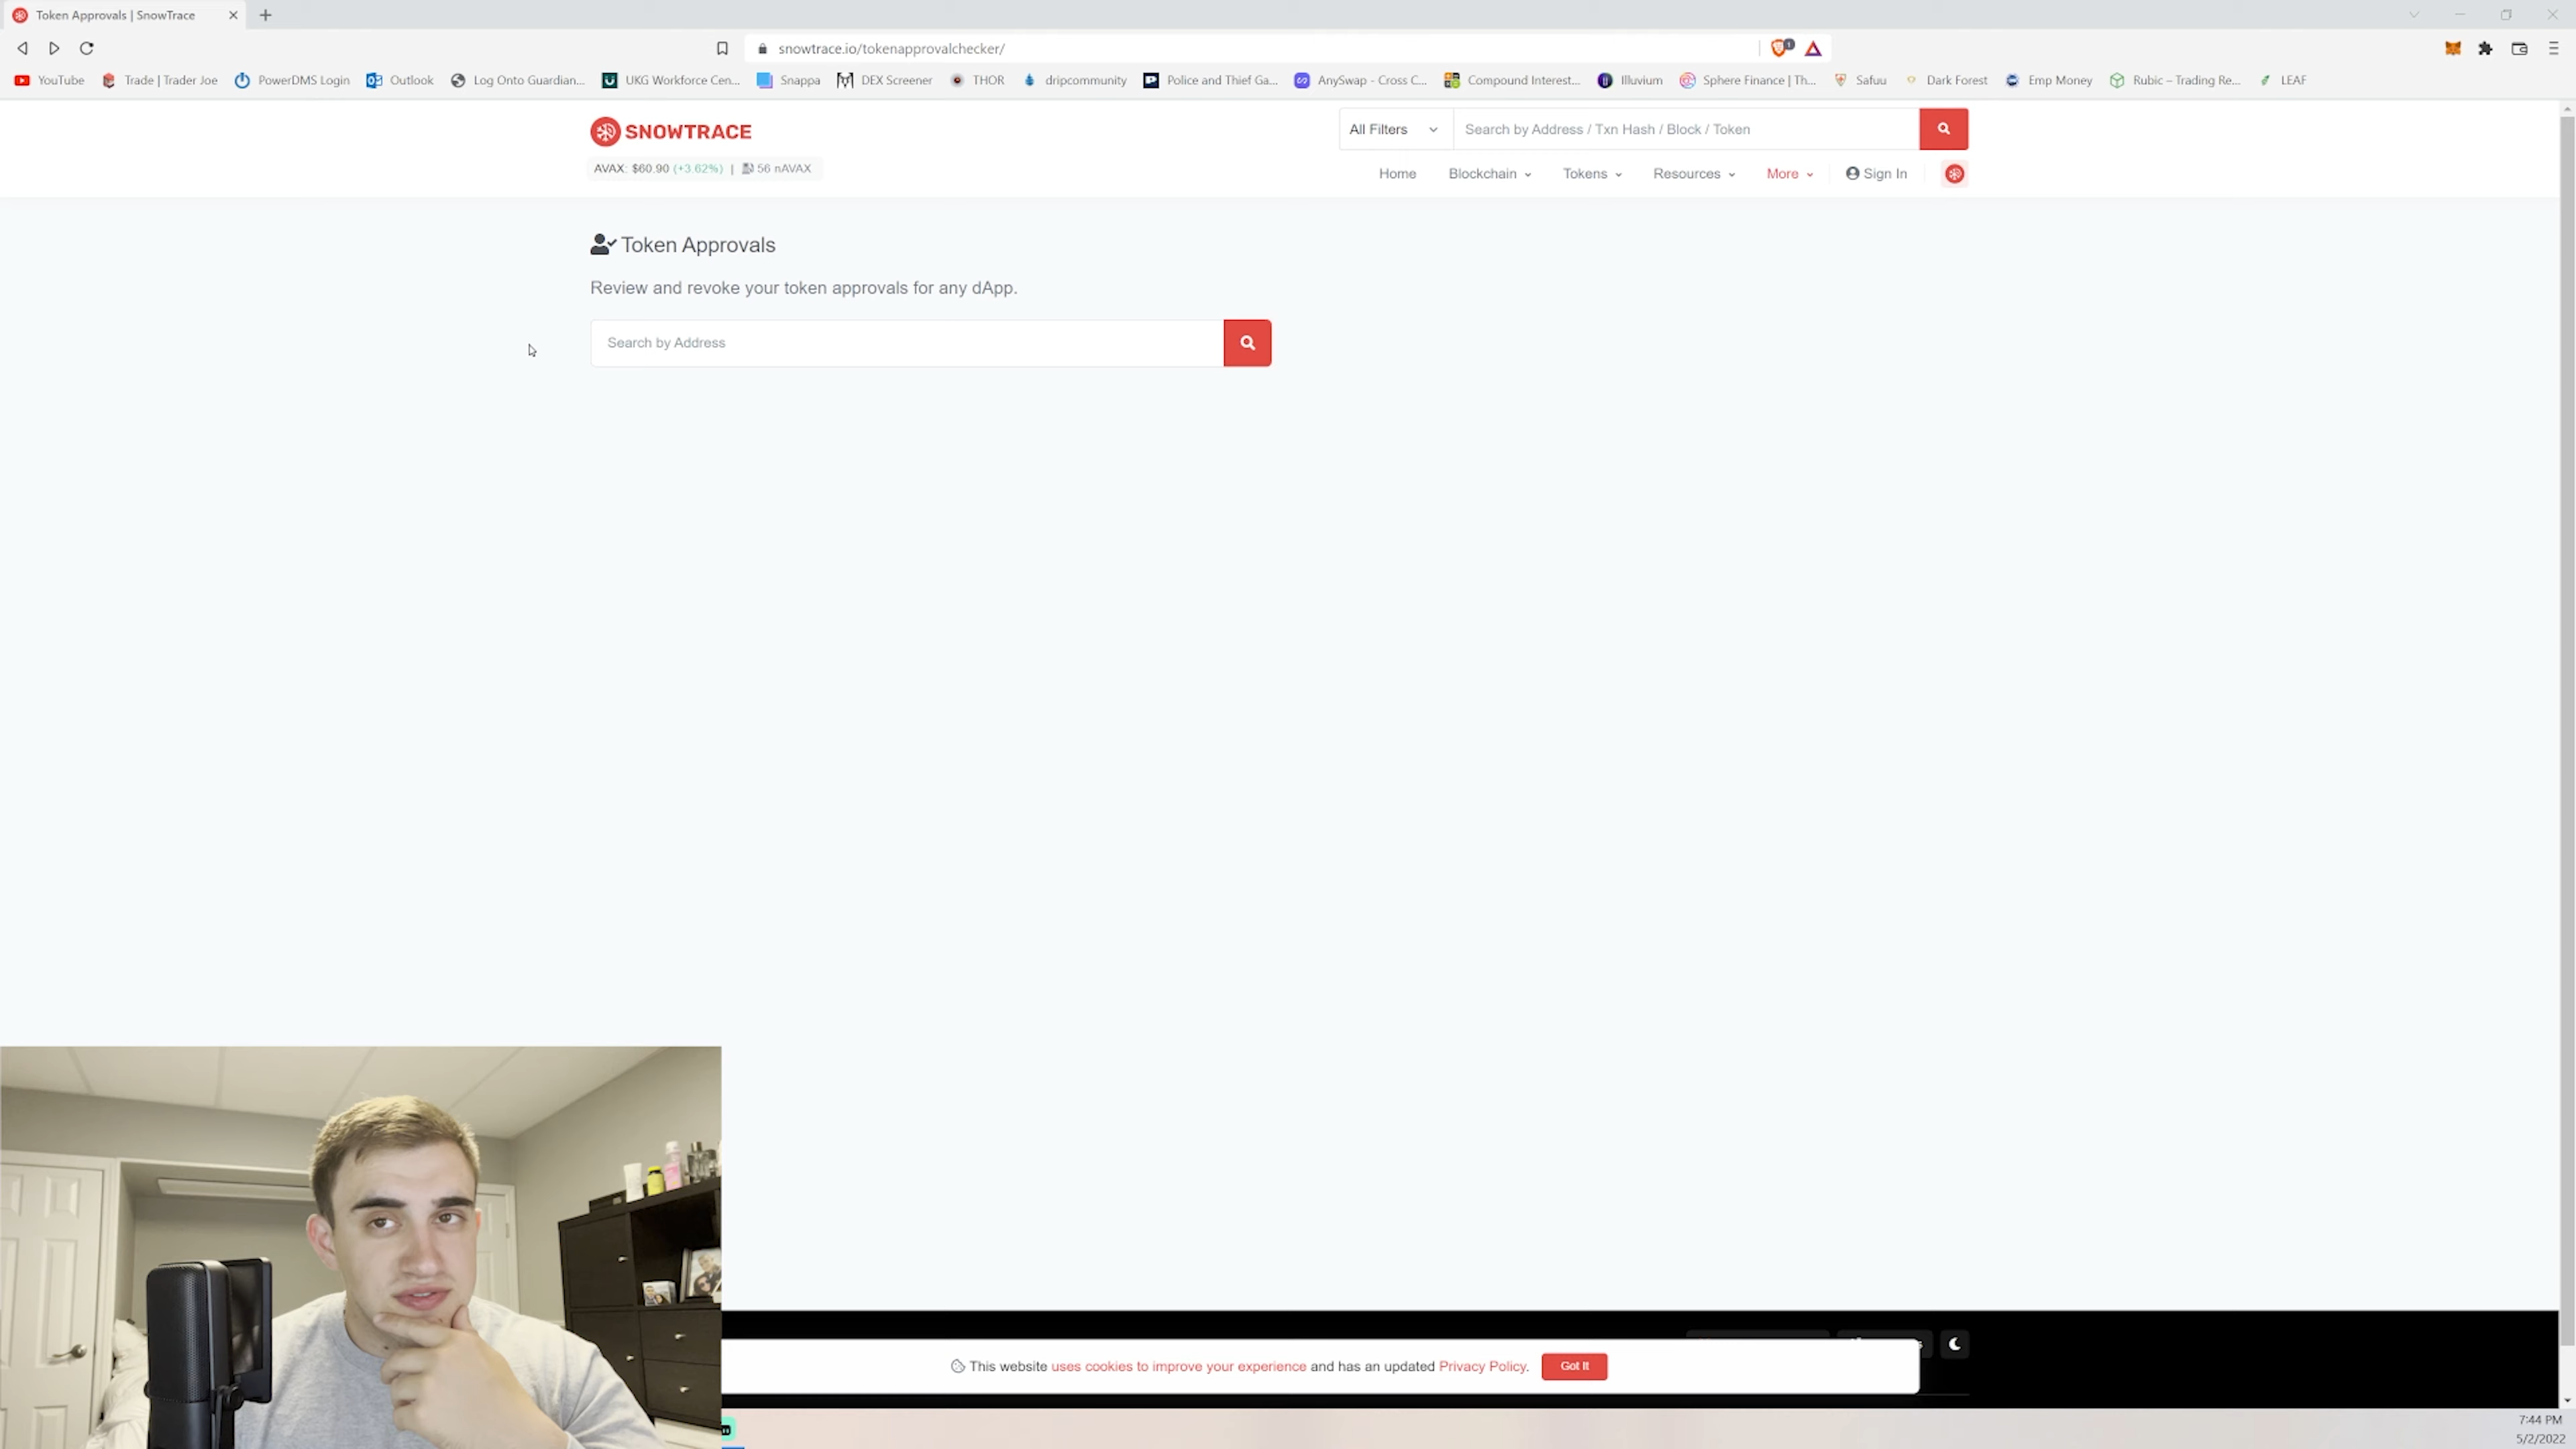 Token Approvals | SnowTrace
snowtrace.io/tokenapprovalchecker/
1
YouTube Trade | Trader Joe PowerDMS Login Outlook Log Onto Guardian... UKG Workforce Cen... Snappa DEX Screener THOR dripcommunity Police and Thief Ga... AnySwap - Cross C... Compound Interest... Illuvium Sphere Finance | Th... Safuu Dark Forest Emp Money Rubic – Trading Re... LEAF
SNOWTRACE
All Filters Search by Address / Txn Hash / Block / Token
AVAX: $60.90 (+3.62%) | 56 nAVAX
Home Blockchain Tokens Resources More Sign In
Token Approvals
Review and revoke your token approvals for any dApp.
Search by Address
This website uses cookies to improve your experience and has an updated Privacy Policy. Got It
7:44 PM
5/2/2022